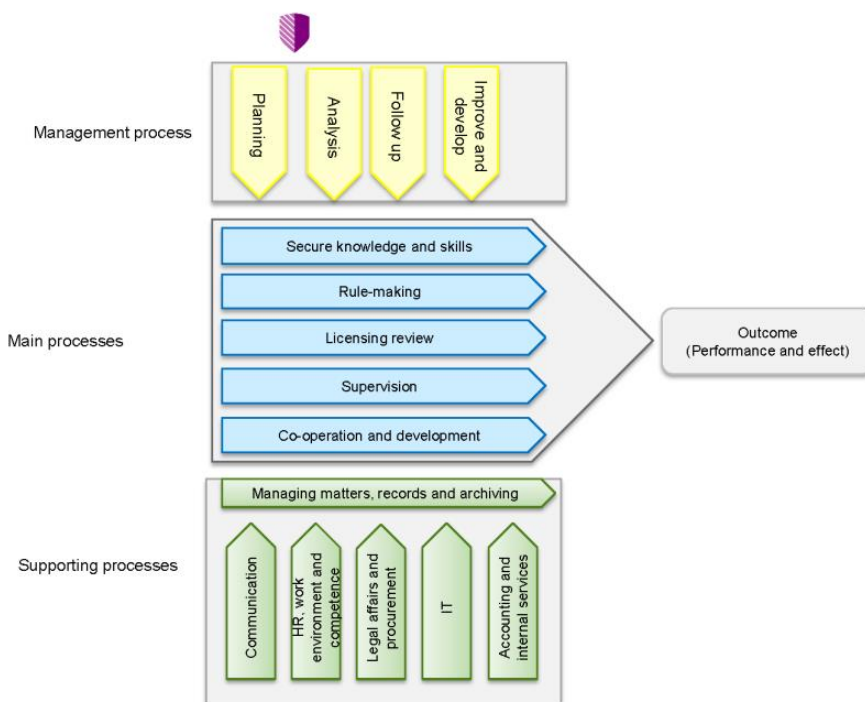 Management process
Planning
Analysis
Follow up
Improve and
develop
Main processes
Secure knowledge and skills
Rule-making
Licensing review
Supervision
Co-operation and development
Outcome
(Performance and effect)
Supporting processes
Managing matters, records and archiving
Communication
HR, work
environment and
competence
Legal affairs and
procurement
IT
Accounting and
internal services